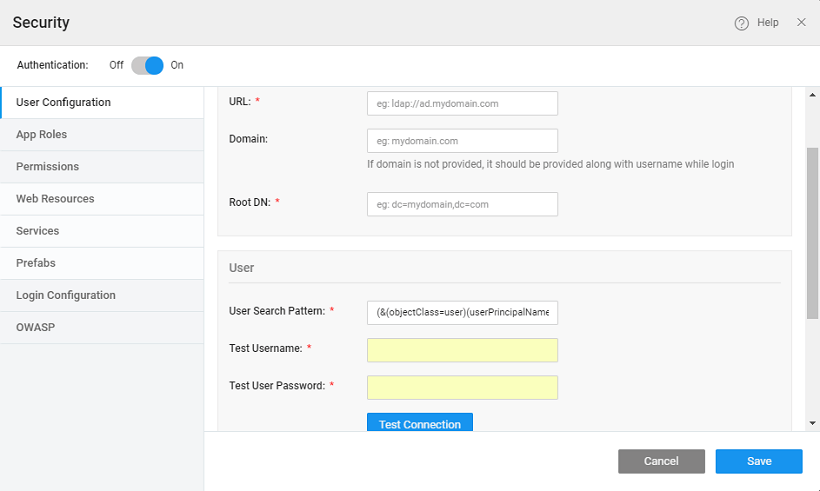 Security
Help
Authentication: Off On
User Configuration
App Roles
Permissions
Web Resources
Services
Prefabs
Login Configuration
OWASP
URL: * eg: ldap://ad.mydomain.com
Domain: eg: mydomain.com
If domain is not provided, it should be provided along with username while login
Root DN: * eg: dc=mydomain,dc=com
User
User Search Pattern: * (&(objectClass=user)(userPrincipalName
Test Username: *
Test User Password: *
Test Connection
Cancel Save